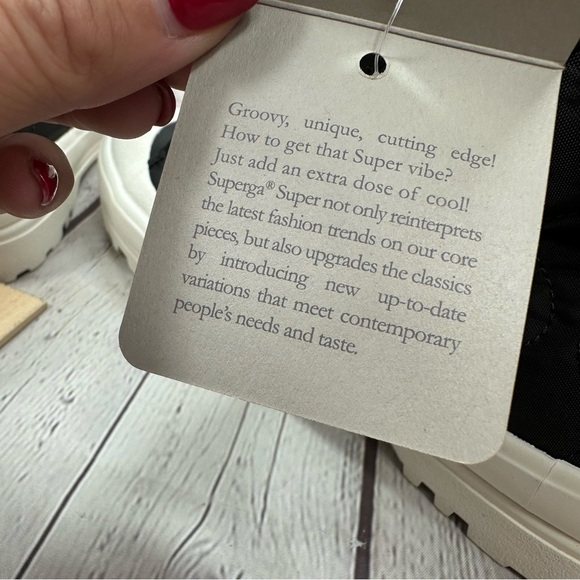 Groovy, unique, cutting edge!
How to get that Super vibe?
Just add an extra dose of cool!
Superga® Super not only reinterprets
the latest fashion trends on our core
pieces, but also upgrades the classics
by introducing new up-to-date
variations that meet contemporary
people's needs and taste.